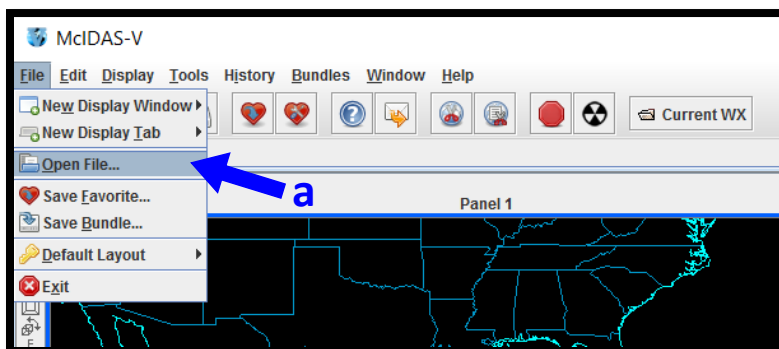 McIDAS-V
File Edit Display Tools History Bundles Window Help
New Display Window
New Display Tab
Current WX
Open File...
a
Save Favorite...
Panel 1
Save Bundle...
Default Layout
Exit
F